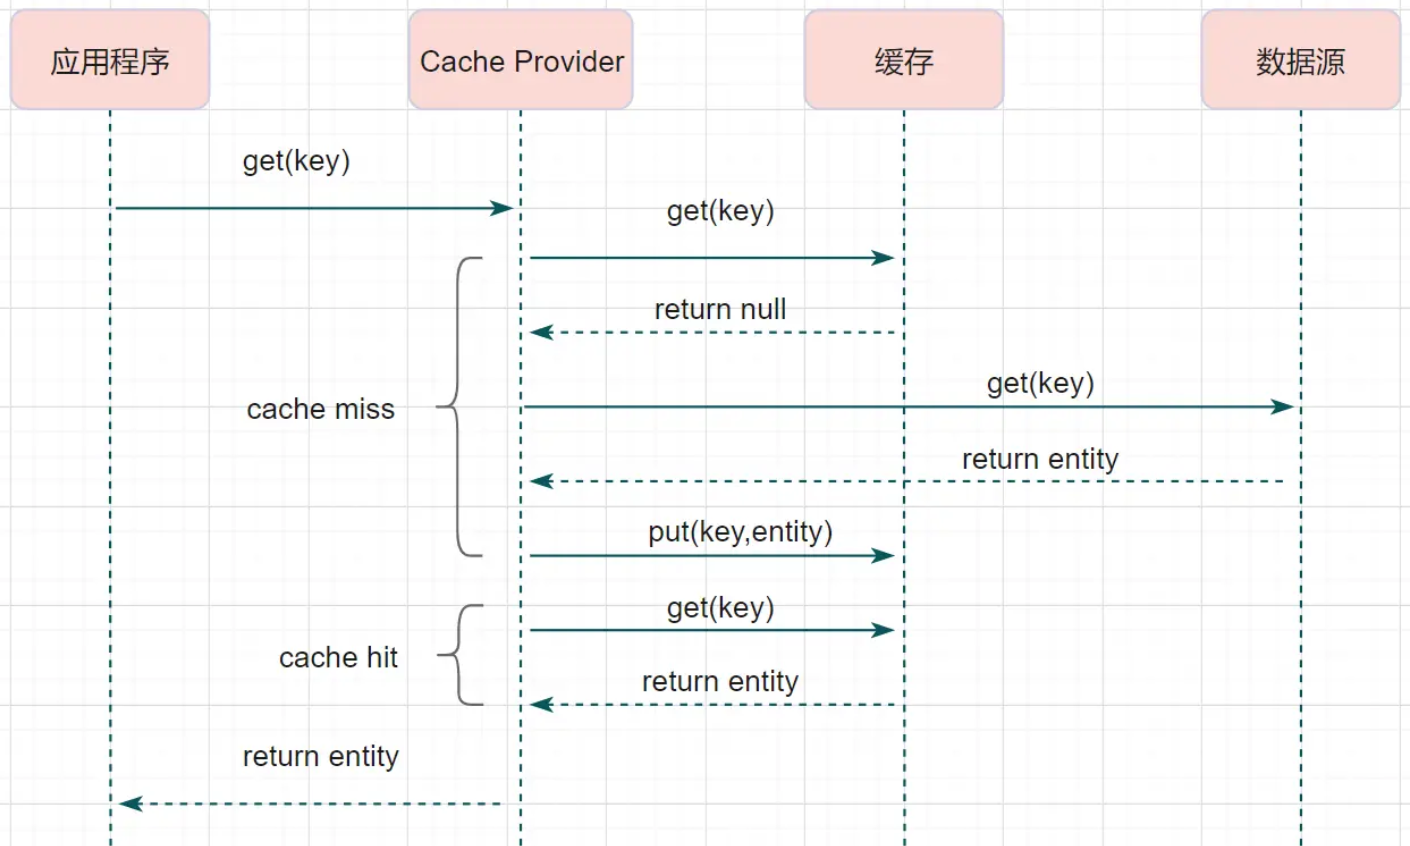 应用程序
Cache Provider
缓存
数据源
get(key)
get(key)
return null
get(key)
cache miss
return entity
put(key,entity)
get(key)
cache hit
return entity
return entity